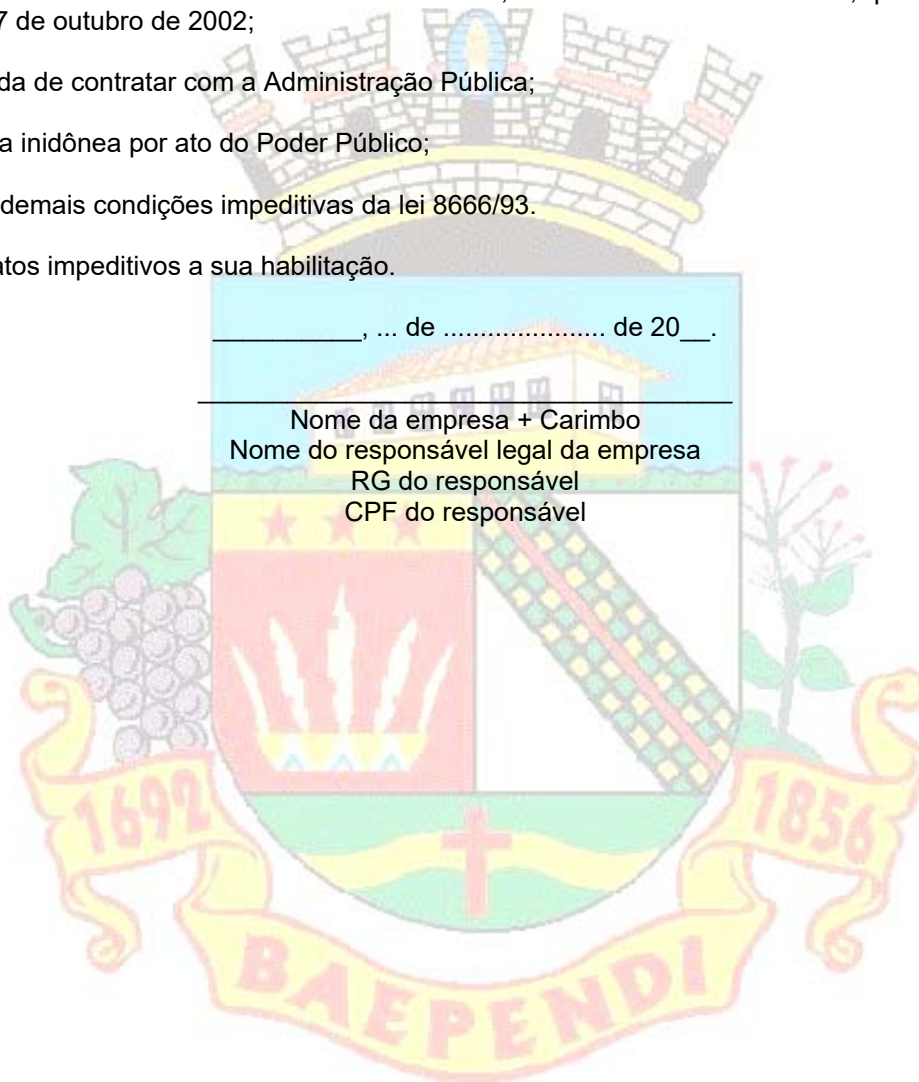 7 de outubro de 2002;
da de contratar com a Administração Pública;
a inidônea por ato do Poder Público;
demais condições impeditivas da lei 8666/93.
atos impeditivos a sua habilitação.
__________, ... de ...................... de 20__.
____________________________________
Nome da empresa + Carimbo
Nome do responsável legal da empresa
RG do responsável
CPF do responsável
1692
1856
BAEPENDI